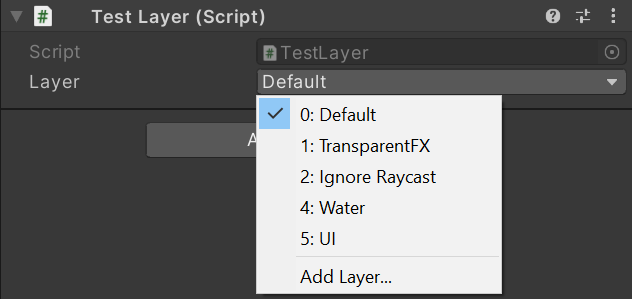 Test Layer (Script)
Script
TestLayer
Layer
Default
0: Default
1: TransparentFX
2: Ignore Raycast
4: Water
5: UI
Add Layer...